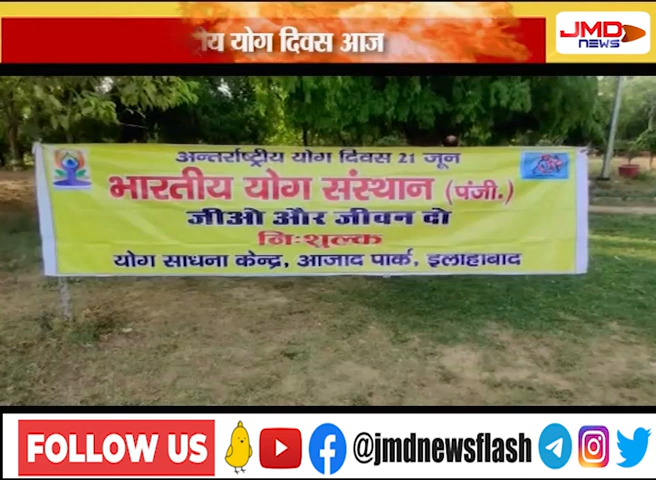 योग दिवस आज
JMD
NEWS
अन्तर्राष्ट्रीय योग दिवस 21 जून
भारतीय योग संस्थान (पंजी.)
जीओ और जीवन दो
निःशुल्क
योग साधना केन्द्र, आजाद पार्क, इलाहाबाद
FOLLOW US @jmdnewsflash